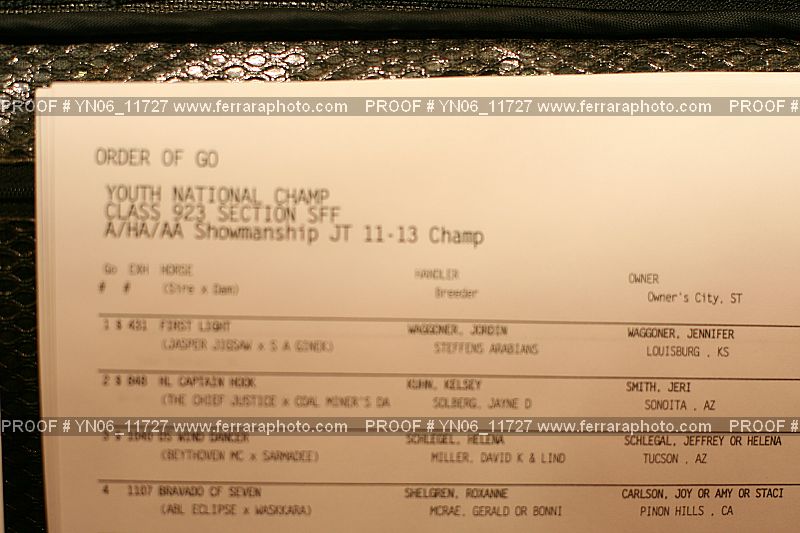 PROOF # YN06_11727 www.ferraraphoto.com PROOF # YN06_11727 www.ferraraphoto.com PROOF #
ORDER OF GO
YOUTH NATIONAL CHAMP
CLASS 923 SECTION SFF
A/HA/AA Showmanship JT 11-13 Champ
Go EXH HORSE HANDLER OWNER
# # (Sire x Dam) Breeder Owner's City, ST
1 $ 431 FIRST LIGHT WAGGONER, JORDIN WAGGONER, JENNIFER
(JASPER JIGSAW x S A GINEK) STEFFENS ARABIANS LOUISBURG , KS
2 $ 848 NL CAPTAIN HOOK KUHN, KELSEY SMITH, JERI
(THE CHIEF JUSTICE x COAL MINER'S DA SOLBERG, JAYNE D SONOITA , AZ
PROOF # YN06_11727 www.ferraraphoto.com PROOF # YN06_11727 www.ferraraphoto.com PROOF #
WIND DANCER SCHLEGEL, HELENA SCHLEGAL, JEFFREY OR HELENA
(BEYTHOVEN MC x SARMADEE) MILLER, DAVID K & LIND TUCSON , AZ
4 1107 BRAVADO OF SEVEN SHELGREN, ROXANNE CARLSON, JOY OR AMY OR STACI
(ABL ECLIPSE x WASKKARA) MCRAE, GERALD OR BONNI PINON HILLS , CA